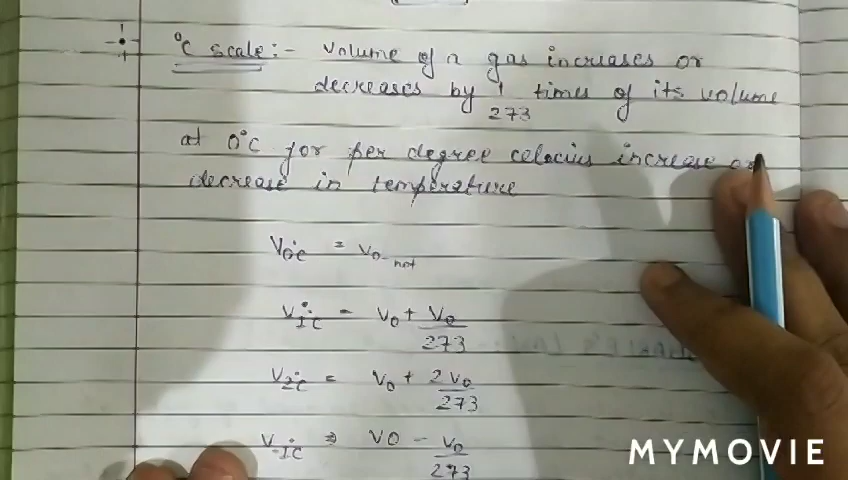 °C scale:- Volume of a gas increases or
decreases by 1/273 times of its volume
at 0°C for per degree celocius increase or
decrease in temperature
V0°C = V0 not
V1°C = V0 + V0/273
V2°C = V0 + 2V0/273
V-1°C ⇒ V0 - V0/273
MYMOVIE